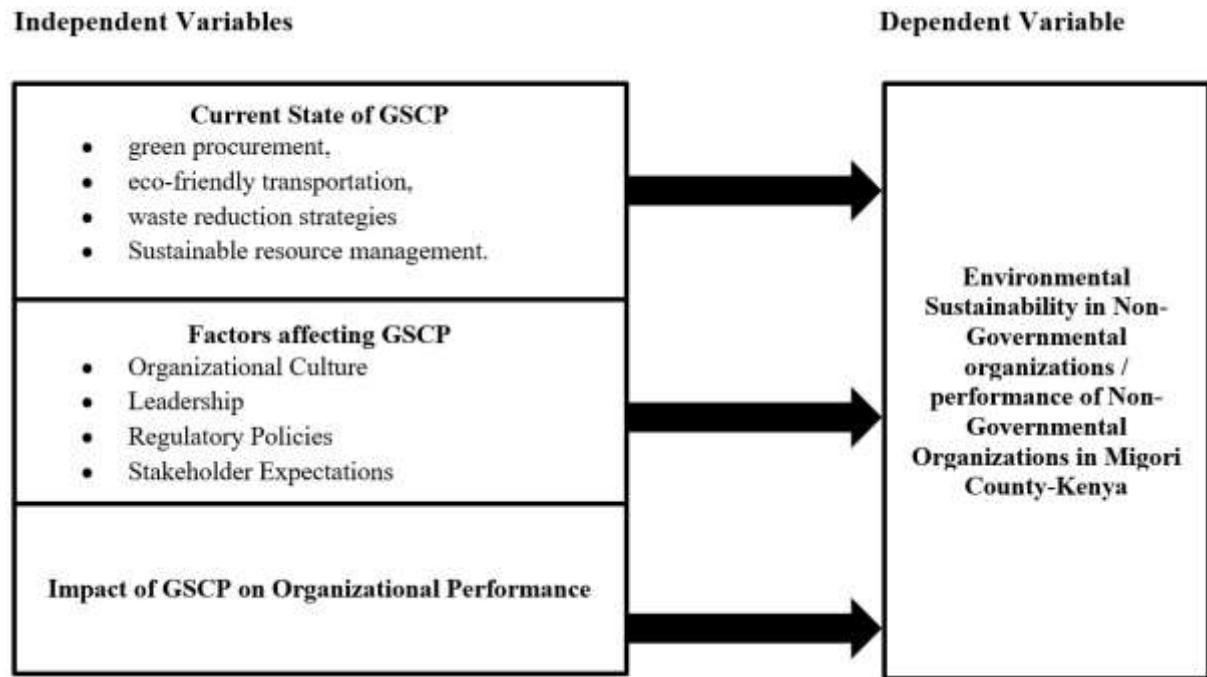 Independent Variables
Dependent Variable
Current State of GSCP
• green procurement,
• eco-friendly transportation,
• waste reduction strategies
• Sustainable resource management.
Factors affecting GSCP
• Organizational Culture
• Leadership
• Regulatory Policies
• Stakeholder Expectations
Impact of GSCP on Organizational Performance
Environmental
Sustainability in Non-
Governmental
organizations /
performance of Non-
Governmental
Organizations in Migori
County-Kenya